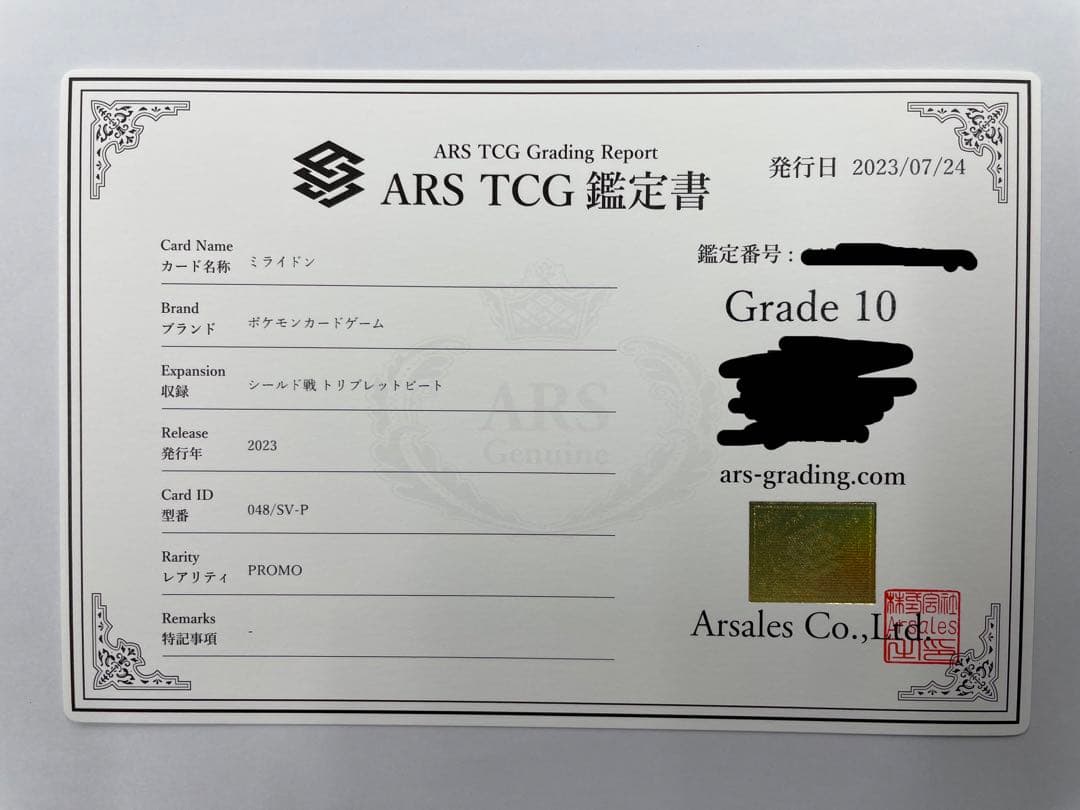 ARS TCG Grading Report
ARS TCG 鑑定書
発行日 2023/07/24
Card Name
カード名称 ミライドン
Brand
ブランド ポケモンカードゲーム
Expansion
収録 シールド戦 トリプレットビート
Release
発行年 2023
Card ID
型番 048/SV-P
Rarity
レアリティ PROMO
Remarks
特記事項 -
ARS
Genuine
鑑定番号:
Grade 10
ars-grading.com
Arsales Co.,Ltd.
株式会社
Arsales